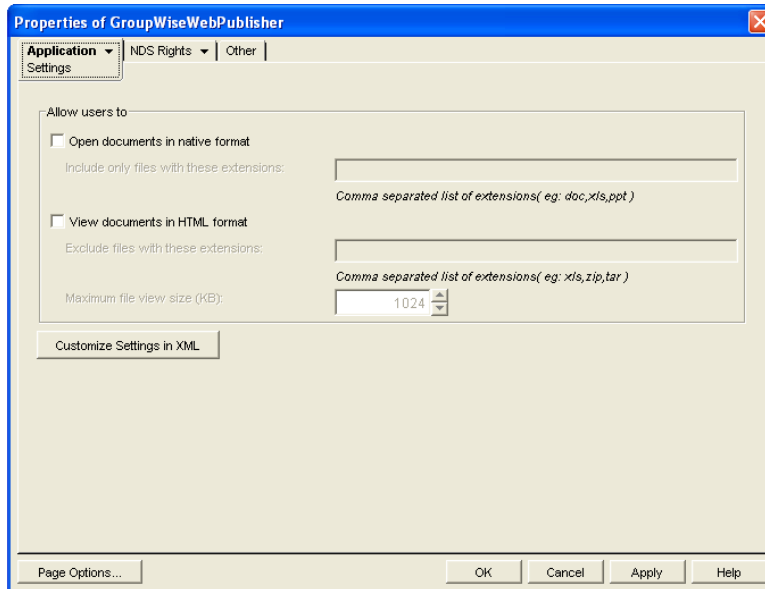 Properties of GroupWiseWebPublisher
Application NDS Rights Other
Settings
Allow users to
Open documents in native format
Include only files with these extensions:
Comma separated list of extensions( eg: doc,xls,ppt )
View documents in HTML format
Exclude files with these extensions:
Comma separated list of extensions( eg: xls,zip,tar )
Maximum file view size (KB): 1024
Customize Settings in XML
Page Options... OK Cancel Apply Help